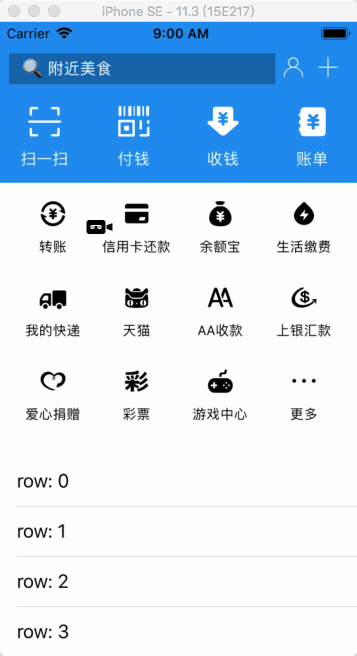 iPhone SE - 11.3 (15E217)
Carrier 9:00 AM
附近美食
扫一扫 付钱 收钱 账单
转账 信用卡还款 余额宝 生活缴费
我的快递 天猫 AA收款 上银汇款
爱心捐赠 彩票 游戏中心 更多
row: 0
row: 1
row: 2
row: 3